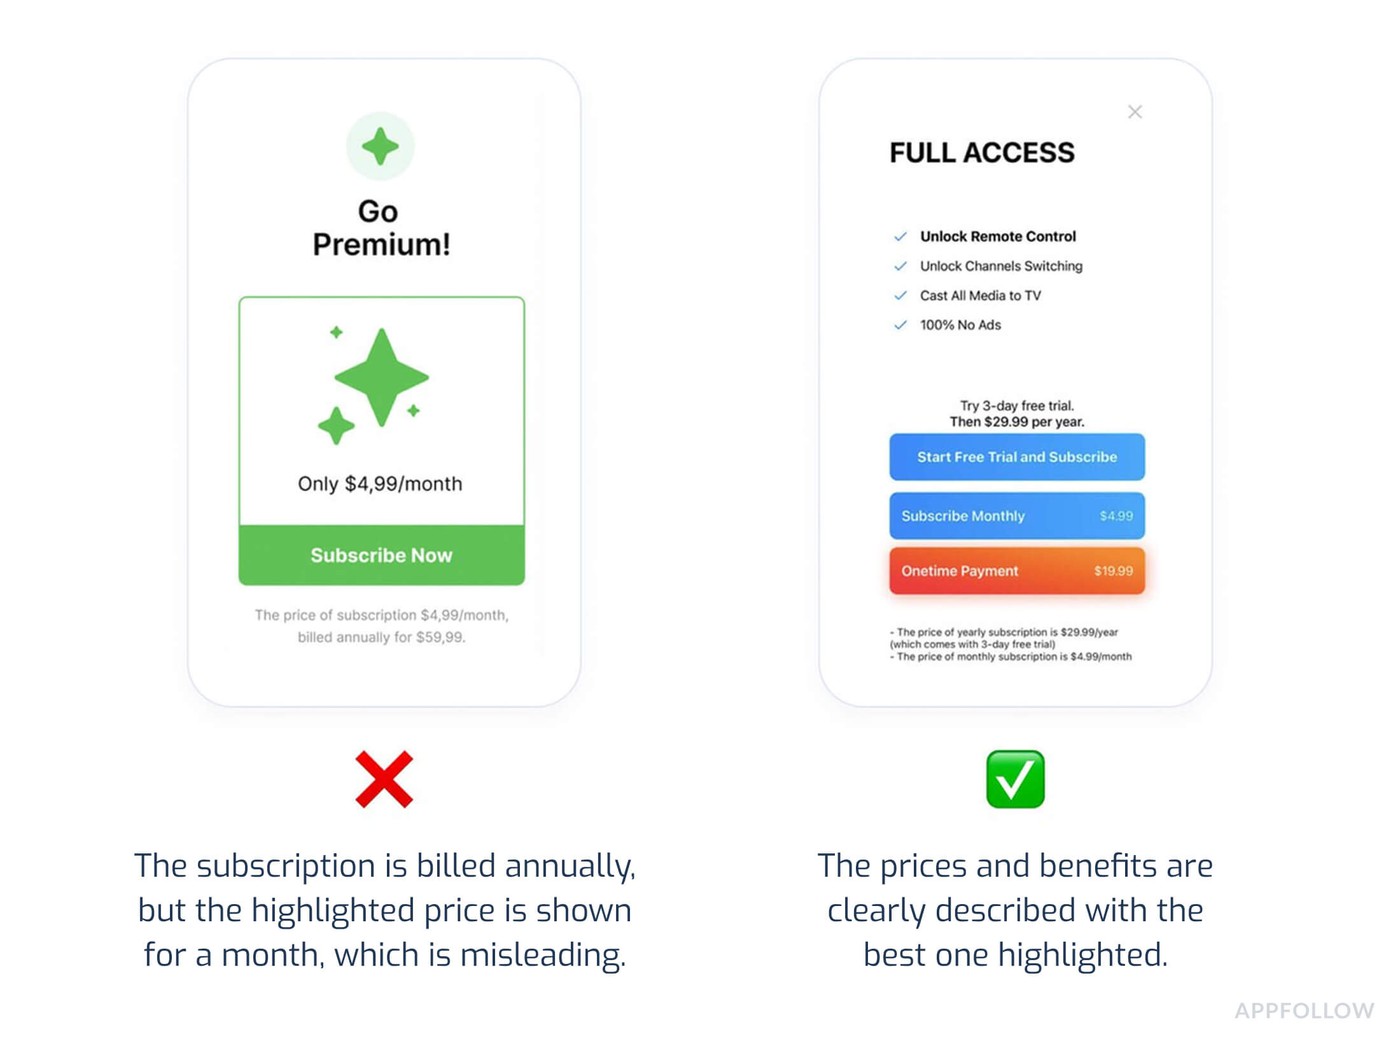 Go
Premium!
Only $4,99/month
Subscribe Now
The price of subscription $4,99/month,
billed annually for $59,99.
The subscription is billed annually,
but the highlighted price is shown
for a month, which is misleading.
FULL ACCESS
Unlock Remote Control
Unlock Channels Switching
Cast All Media to TV
100% No Ads
Try 3-day free trial.
Then $29.99 per year.
Start Free Trial and Subscribe
Subscribe Monthly $4.99
Onetime Payment $19.99
- The price of yearly subscription is $29.99/year
(which comes with 3-day free trial)
- The price of monthly subscription is $4.99/month
The prices and benefits are
clearly described with the
best one highlighted.
APPFOLLOW